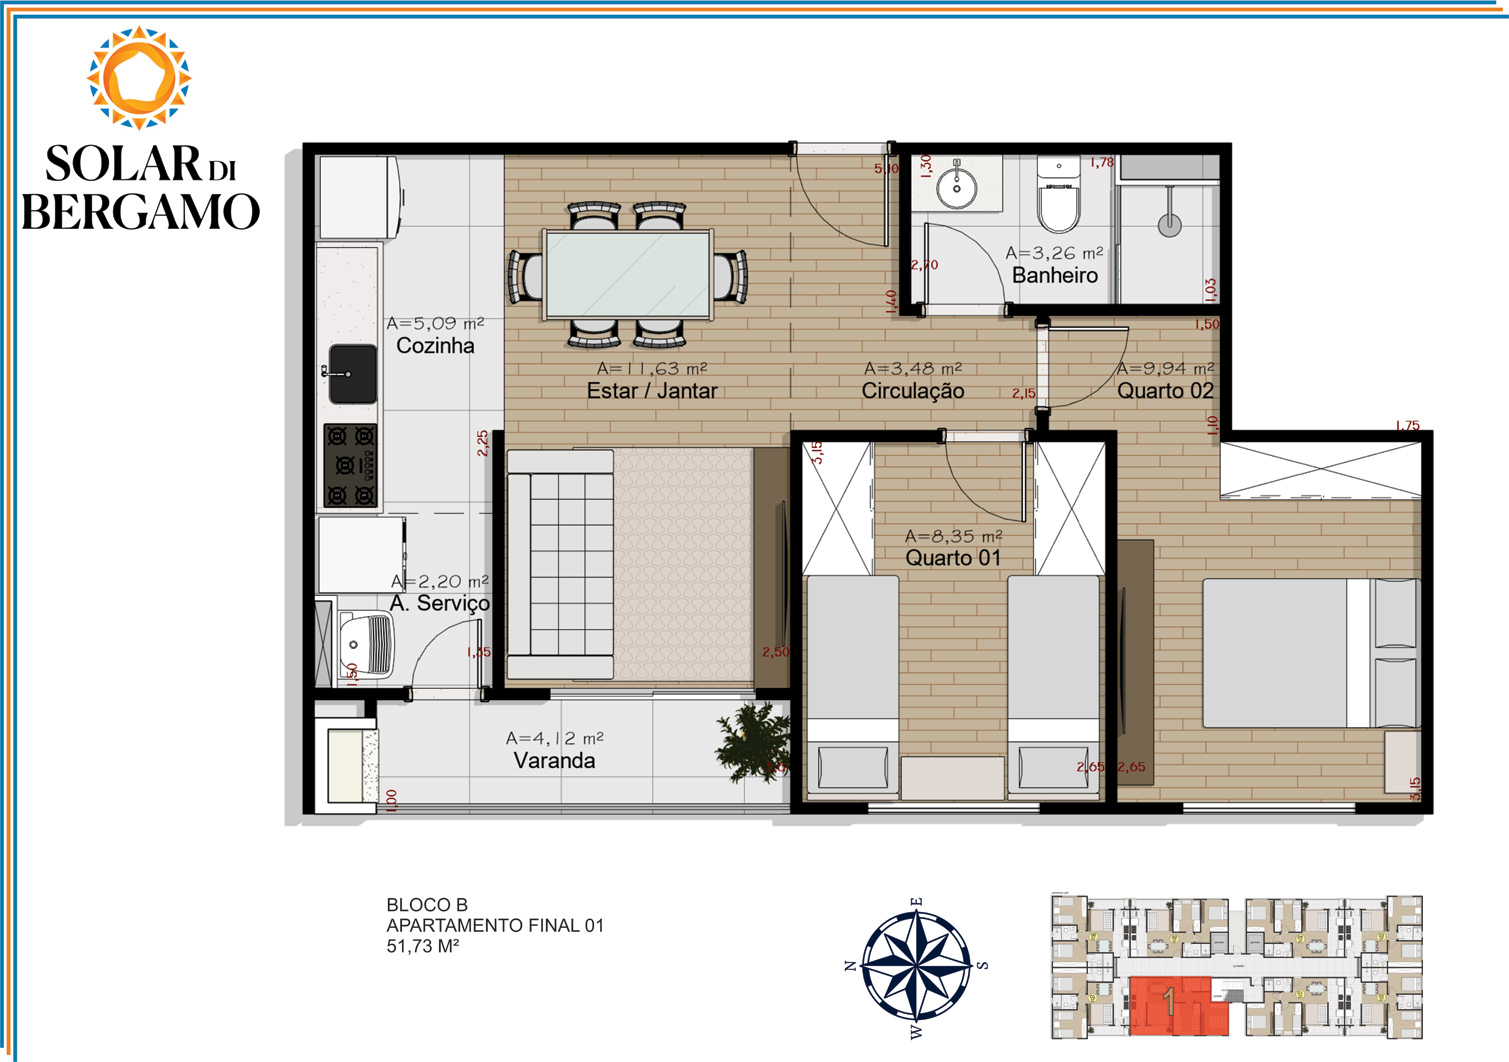 SOLAR DI
BERGAMO
5,10
1,30
1,78
A=3,26 m²
Banheiro
2,70
1,40
1,03
A=5,09 m²
Cozinha
1,50
A=11,63 m²
Estar / Jantar
A=3,48 m²
Circulação
2,15
A=9,94 m²
Quarto 02
1,10
1,75
2,25
3,15
A=8,35 m²
Quarto 01
A=2,20 m²
A. Serviço
1,35
1,50
2,50
A=4,12 m²
Varanda
2,65
2,65
3,15
1,00
BLOCO B
APARTAMENTO FINAL 01
51,73 M²
E
N
S
W
1